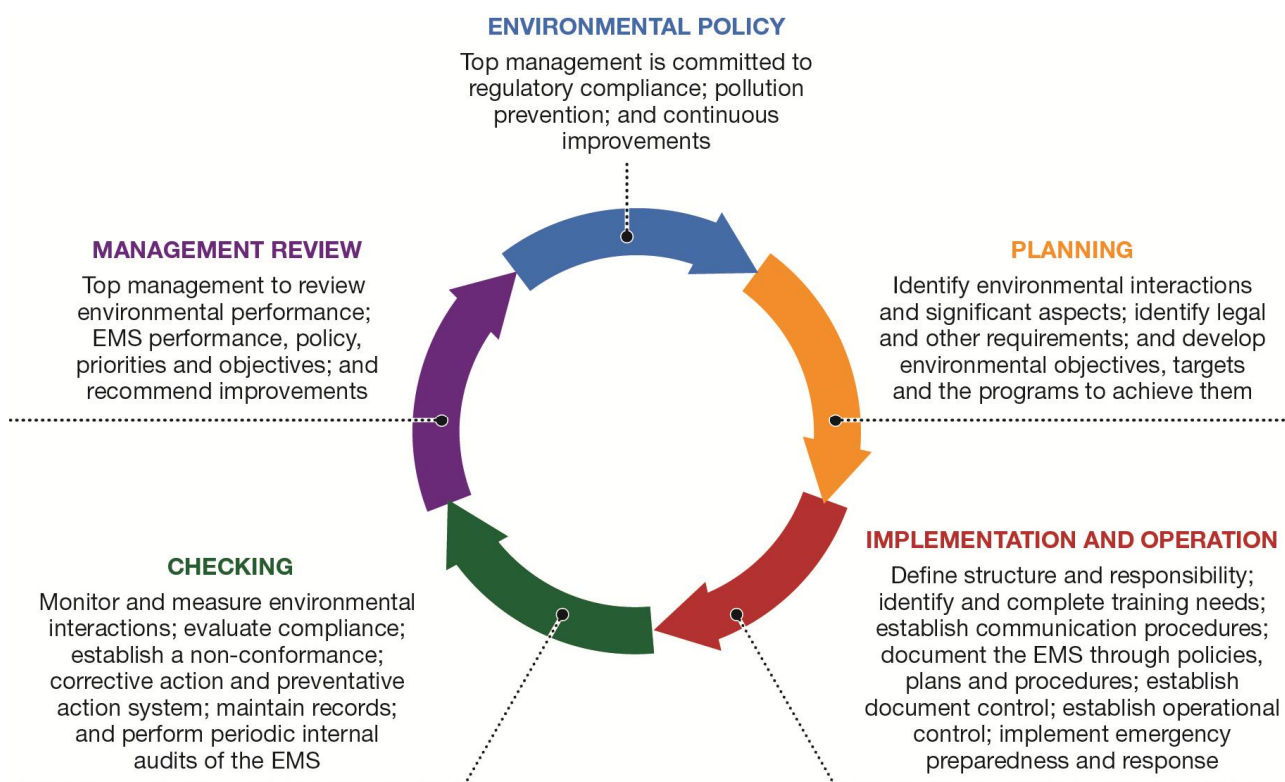 ENVIRONMENTAL POLICY
Top management is committed to
regulatory compliance; pollution
prevention; and continuous
improvements
PLANNING
Identify environmental interactions
and significant aspects; identify legal
and other requirements; and develop
environmental objectives, targets
and the programs to achieve them
IMPLEMENTATION AND OPERATION
Define structure and responsibility;
identify and complete training needs;
establish communication procedures;
document the EMS through policies,
plans and procedures; establish
document control; establish operational
control; implement emergency
preparedness and response
CHECKING
Monitor and measure environmental
interactions; evaluate compliance;
establish a non-conformance;
corrective action and preventative
action system; maintain records;
and perform periodic internal
audits of the EMS
MANAGEMENT REVIEW
Top management to review
environmental performance;
EMS performance, policy,
priorities and objectives; and
recommend improvements